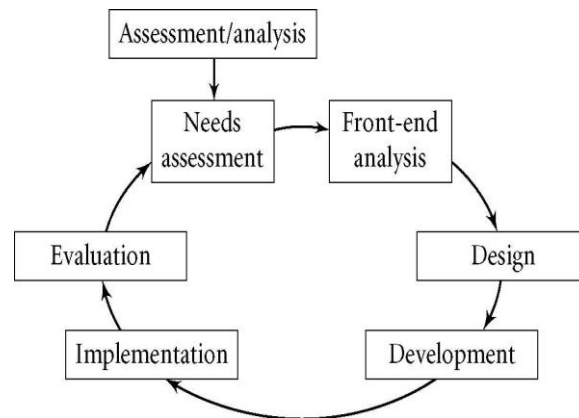 Assessment/analysis
Needs
assessment
Front-end
analysis
Evaluation
Design
Implementation
Development